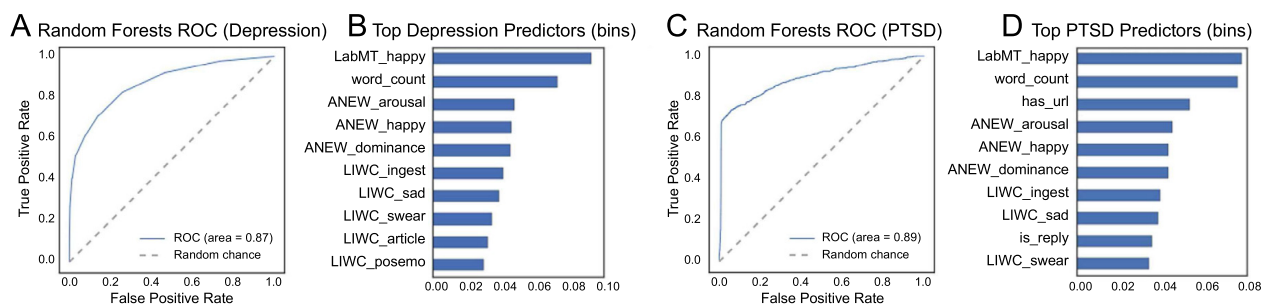 A Random Forests ROC (Depression)
True Positive Rate
1.0
0.8
0.6
0.4
0.2
0.0
ROC (area = 0.87)
Random chance
0.0 0.2 0.4 0.6 0.8 1.0
False Positive Rate
B Top Depression Predictors (bins)
LabMT_happy
word_count
ANEW_arousal
ANEW_happy
ANEW_dominance
LIWC_ingest
LIWC_sad
LIWC_swear
LIWC_article
LIWC_posemo
0.00 0.02 0.04 0.06 0.08 0.10
C Random Forests ROC (PTSD)
True Positive Rate
1.0
0.8
0.6
0.4
0.2
0.0
ROC (area = 0.89)
Random chance
0.0 0.2 0.4 0.6 0.8 1.0
False Positive Rate
D Top PTSD Predictors (bins)
LabMT_happy
word_count
has_url
ANEW_arousal
ANEW_happy
ANEW_dominance
LIWC_ingest
LIWC_sad
is_reply
LIWC_swear
0.00 0.02 0.04 0.06 0.08